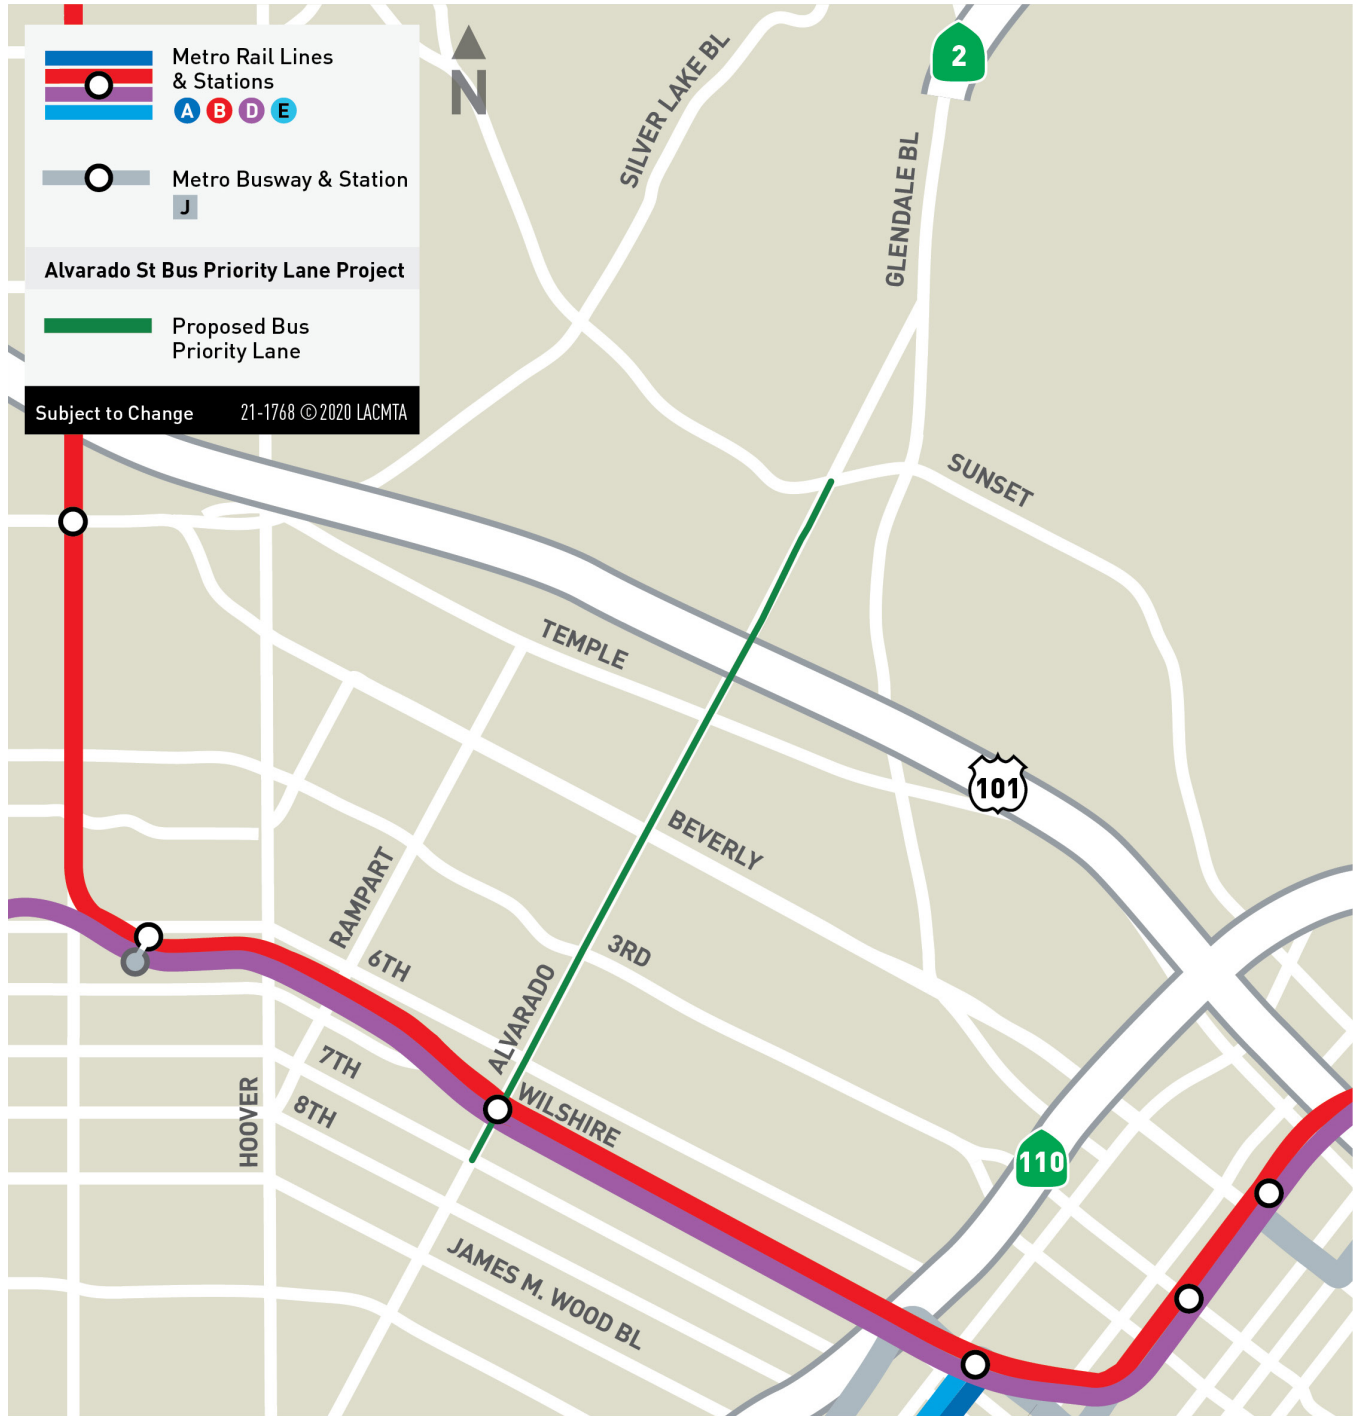 Metro Rail Lines
& Stations
A B D E
Metro Busway & Station
J
Alvarado St Bus Priority Lane Project
Proposed Bus
Priority Lane
Subject to Change 21-1768 © 2020 LACMTA
N
SILVER LAKE BL
2
GLENDALE BL
SUNSET
TEMPLE
101
BEVERLY
RAMPART
6TH
3RD
ALVARADO
WILSHIRE
7TH
8TH
HOOVER
110
JAMES M. WOOD BL